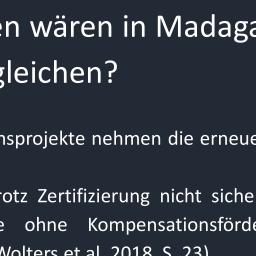 en wären in Madaga
gleichen?
nsprojekte nehmen die erneue
rotz Zertifizierung nicht siche
e ohne Kompensationsförde
Wolters et al. 2018, S. 23)